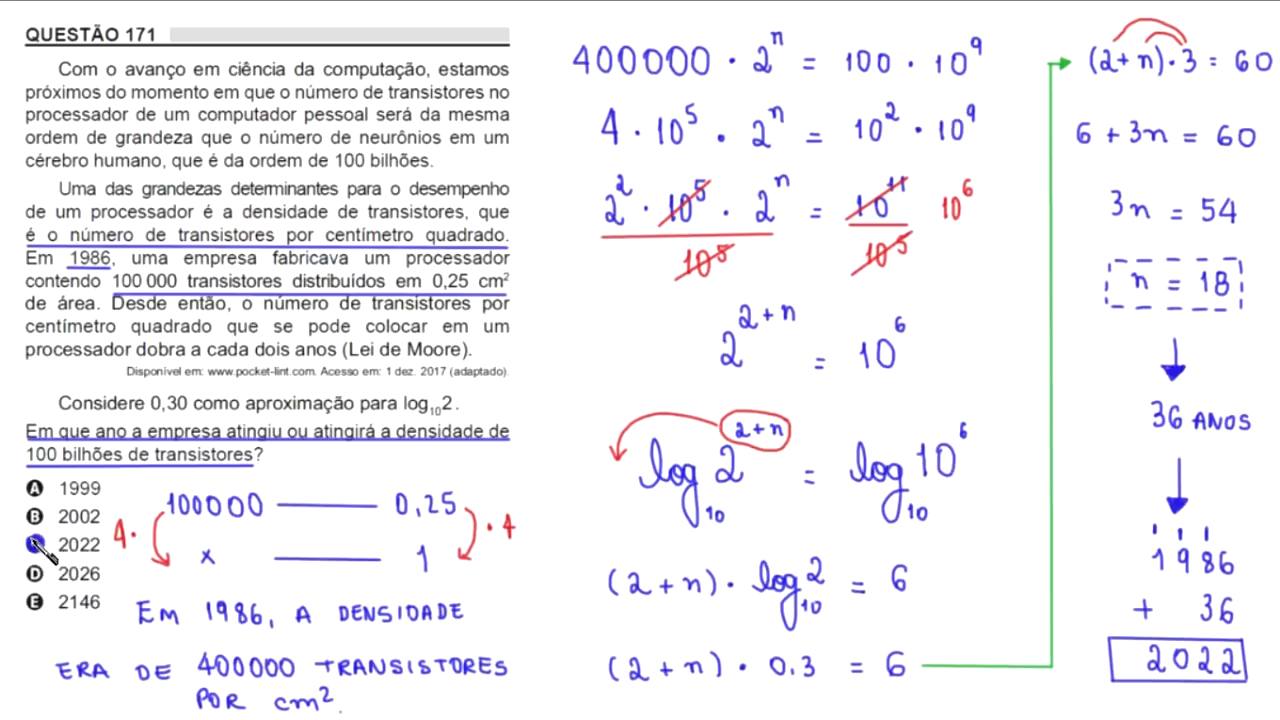 QUESTÃO 171
Com o avanço em ciência da computação, estamos
próximos do momento em que o número de transistores no
processador de um computador pessoal será da mesma
ordem de grandeza que o número de neurônios em um
cérebro humano, que é da ordem de 100 bilhões.
Uma das grandezas determinantes para o desempenho
de um processador é a densidade de transistores, que
é o número de transistores por centímetro quadrado.
Em 1986, uma empresa fabricava um processador
contendo 100 000 transistores distribuídos em 0,25 cm²
de área. Desde então, o número de transistores por
centímetro quadrado que se pode colocar em um
processador dobra a cada dois anos (Lei de Moore).
Disponível em: www.pocket-lint.com. Acesso em: 1 dez. 2017 (adaptado).
Considere 0,30 como aproximação para log₁₀2.
Em que ano a empresa atingiu ou atingirá a densidade de
100 bilhões de transistores?
A 1999
B 2002
2022
D 2026
E 2146
100000 0,25
4· ·4
x 1
EM 1986, A DENSIDADE
ERA DE 400000 TRANSISTORES
POR cm²
400000 · 2ⁿ = 100 · 10⁹
4 · 10⁵ · 2ⁿ = 10² · 10⁹
2² · 10⁵ · 2ⁿ = 10¹¹ 10⁶
10⁵ 10⁵
2²⁺ⁿ = 10⁶
log₁₀ 2²⁺ⁿ = log₁₀ 10⁶
(2+n) · log₁₀ 2 = 6
(2+n) · 0,3 = 6
(2+n) · 3 = 60
6 + 3n = 60
3n = 54
n = 18
36 ANOS
1 1 1
1986
+ 36
2022